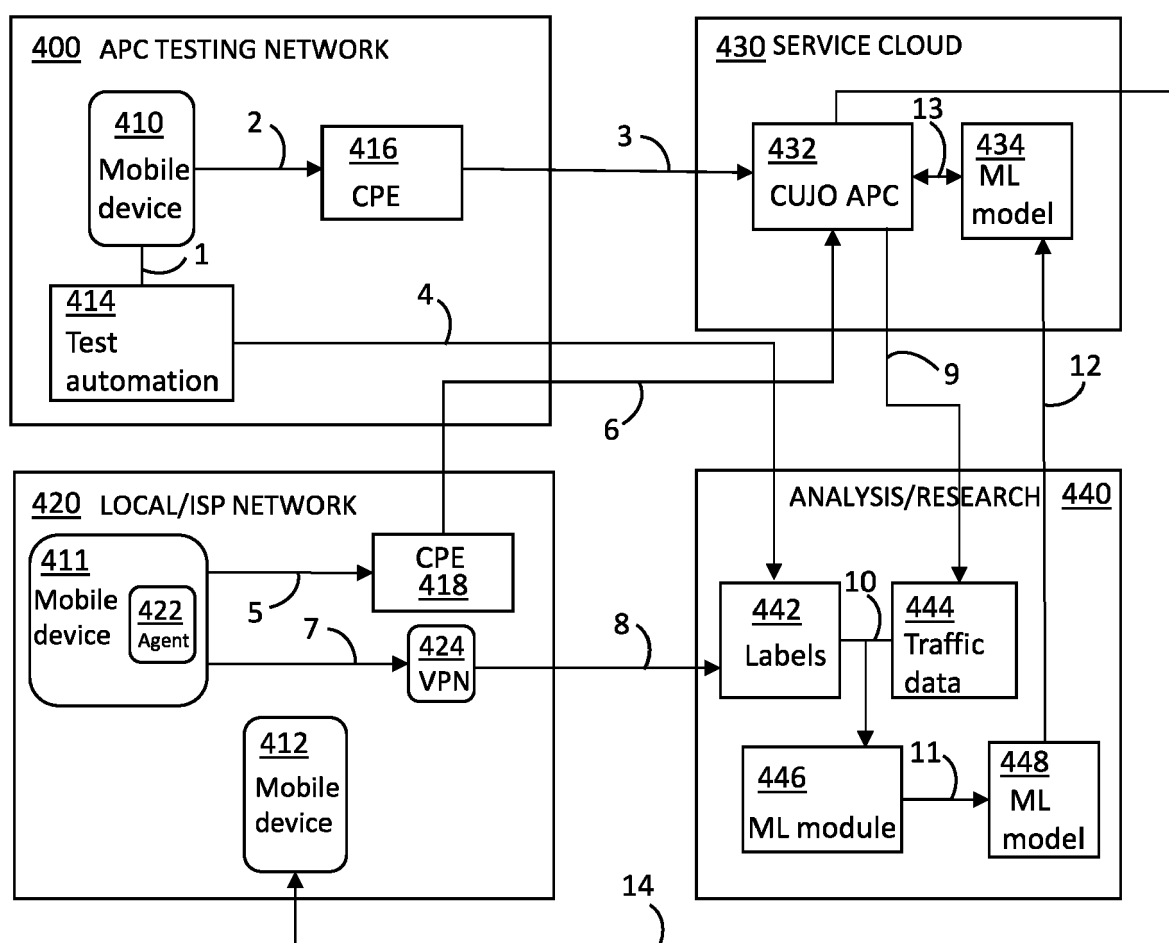 400 APC TESTING NETWORK
410
Mobile
device
2
416
CPE
1
414
Test
automation
3
4
430 SERVICE CLOUD
432
CUJO APC
13
434
ML
model
6
9
12
420 LOCAL/ISP NETWORK
411
Mobile
device
422
Agent
5
CPE
418
7
424
VPN
8
412
Mobile
device
ANALYSIS/RESEARCH 440
442
Labels
10
444
Traffic
data
446
ML module
11
448
ML
model
14